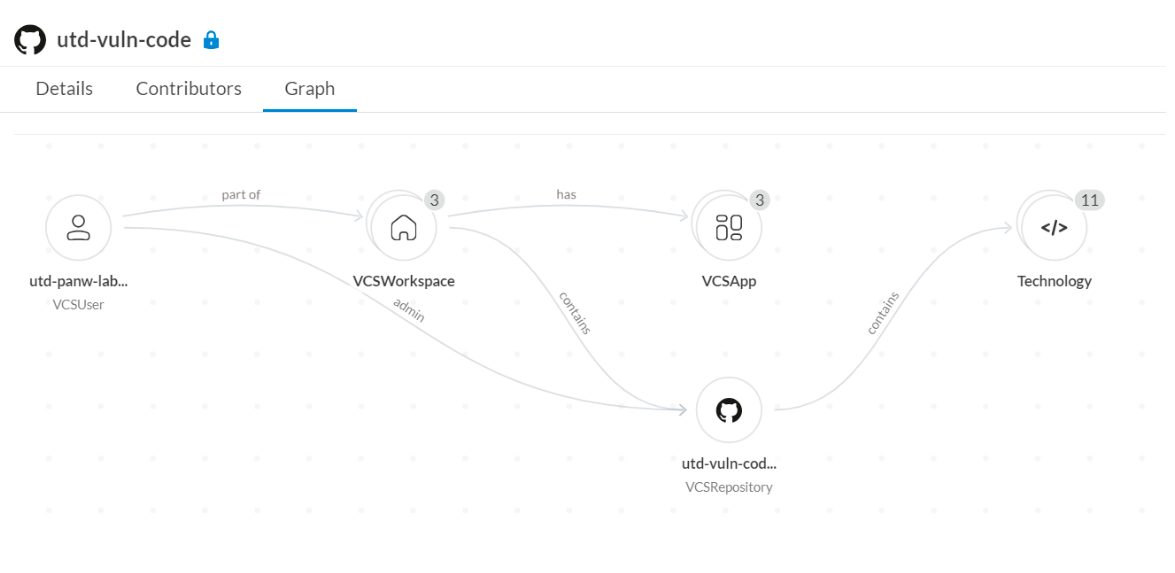 utd-vuln-code
Details Contributors Graph
part of
3
has
3
11
utd-panw-lab...
VCSUser
VCSWorkspace
VCSApp
Technology
admin
contains
contains
utd-vuln-cod...
VCSRepository